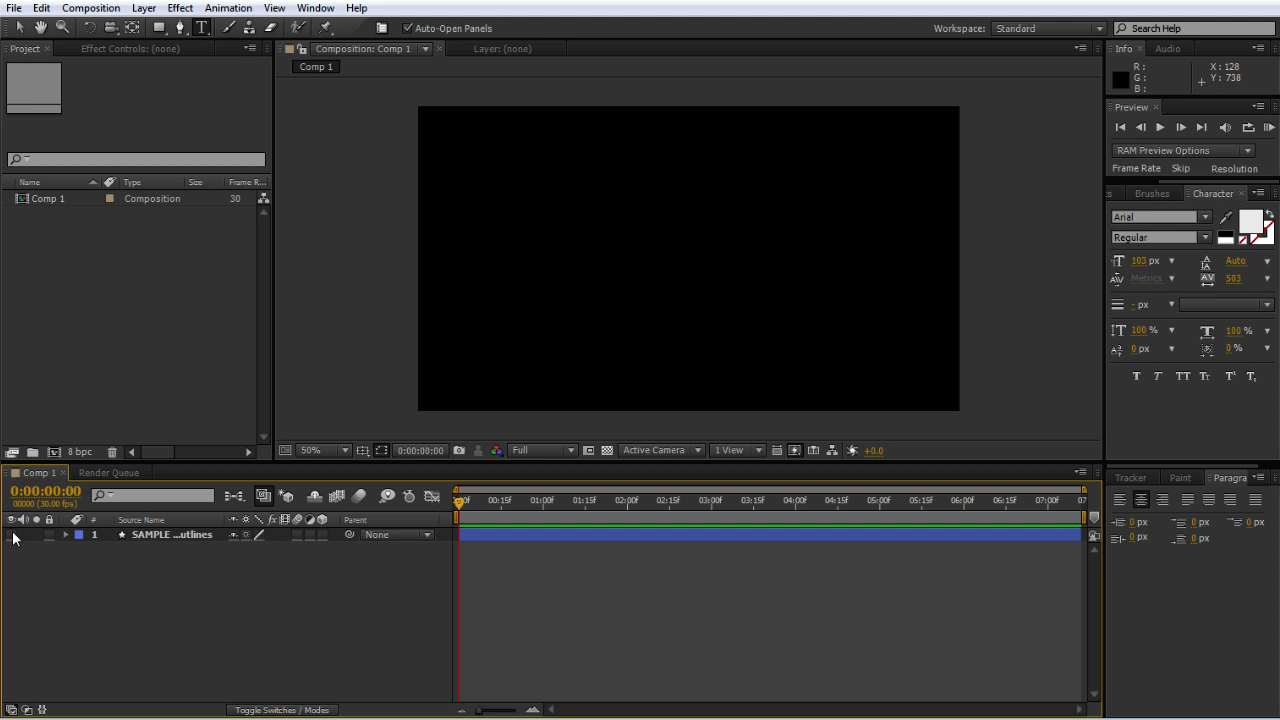 File Edit Composition Layer Effect Animation View Window Help
Auto-Open Panels Workspace: Standard Search Help
Project Effect Controls: (none) Composition: Comp 1 Layer: (none) Info Audio
Comp 1
R: X: 128
G: Y: 738
B:
Preview
RAM Preview Options
Frame Rate Skip Resolution
Name Type Size Frame R...
Comp 1 Composition 30
Brushes Character
Arial
Regular
T 103 px Auto
Metrics AV 503
- px
T 100 % T 100 %
0 px 0 %
T T TT Tr T¹ T₁
8 bpc 50% 0:00:00:00 Full Active Camera 1 View +0.0
Comp 1 Render Queue Tracker Paint Paragra
0:00:00:00
00000 (30.00 fps)
00:15f 01:00f 01:15f 02:00f 02:15f 03:00f 03:15f 04:00f 04:15f 05:00f 05:15f 06:00f 06:15f 07:00f 07
# Source Name fx Parent
1 SAMPLE ...utlines None
0 px 0 px 0 px
0 px 0 px
Toggle Switches / Modes